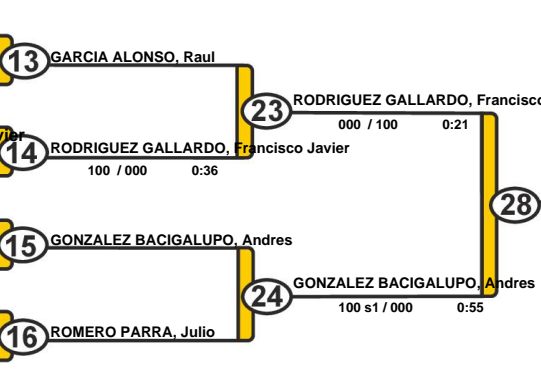 13 GARCIA ALONSO, Raul
23 RODRIGUEZ GALLARDO, Francisco
000 / 100 0:21
14 RODRIGUEZ GALLARDO, Francisco Javier
100 / 000 0:36
28
15 GONZALEZ BACIGALUPO, Andres
24 GONZALEZ BACIGALUPO, Andres
100 s1 / 000 0:55
16 ROMERO PARRA, Julio